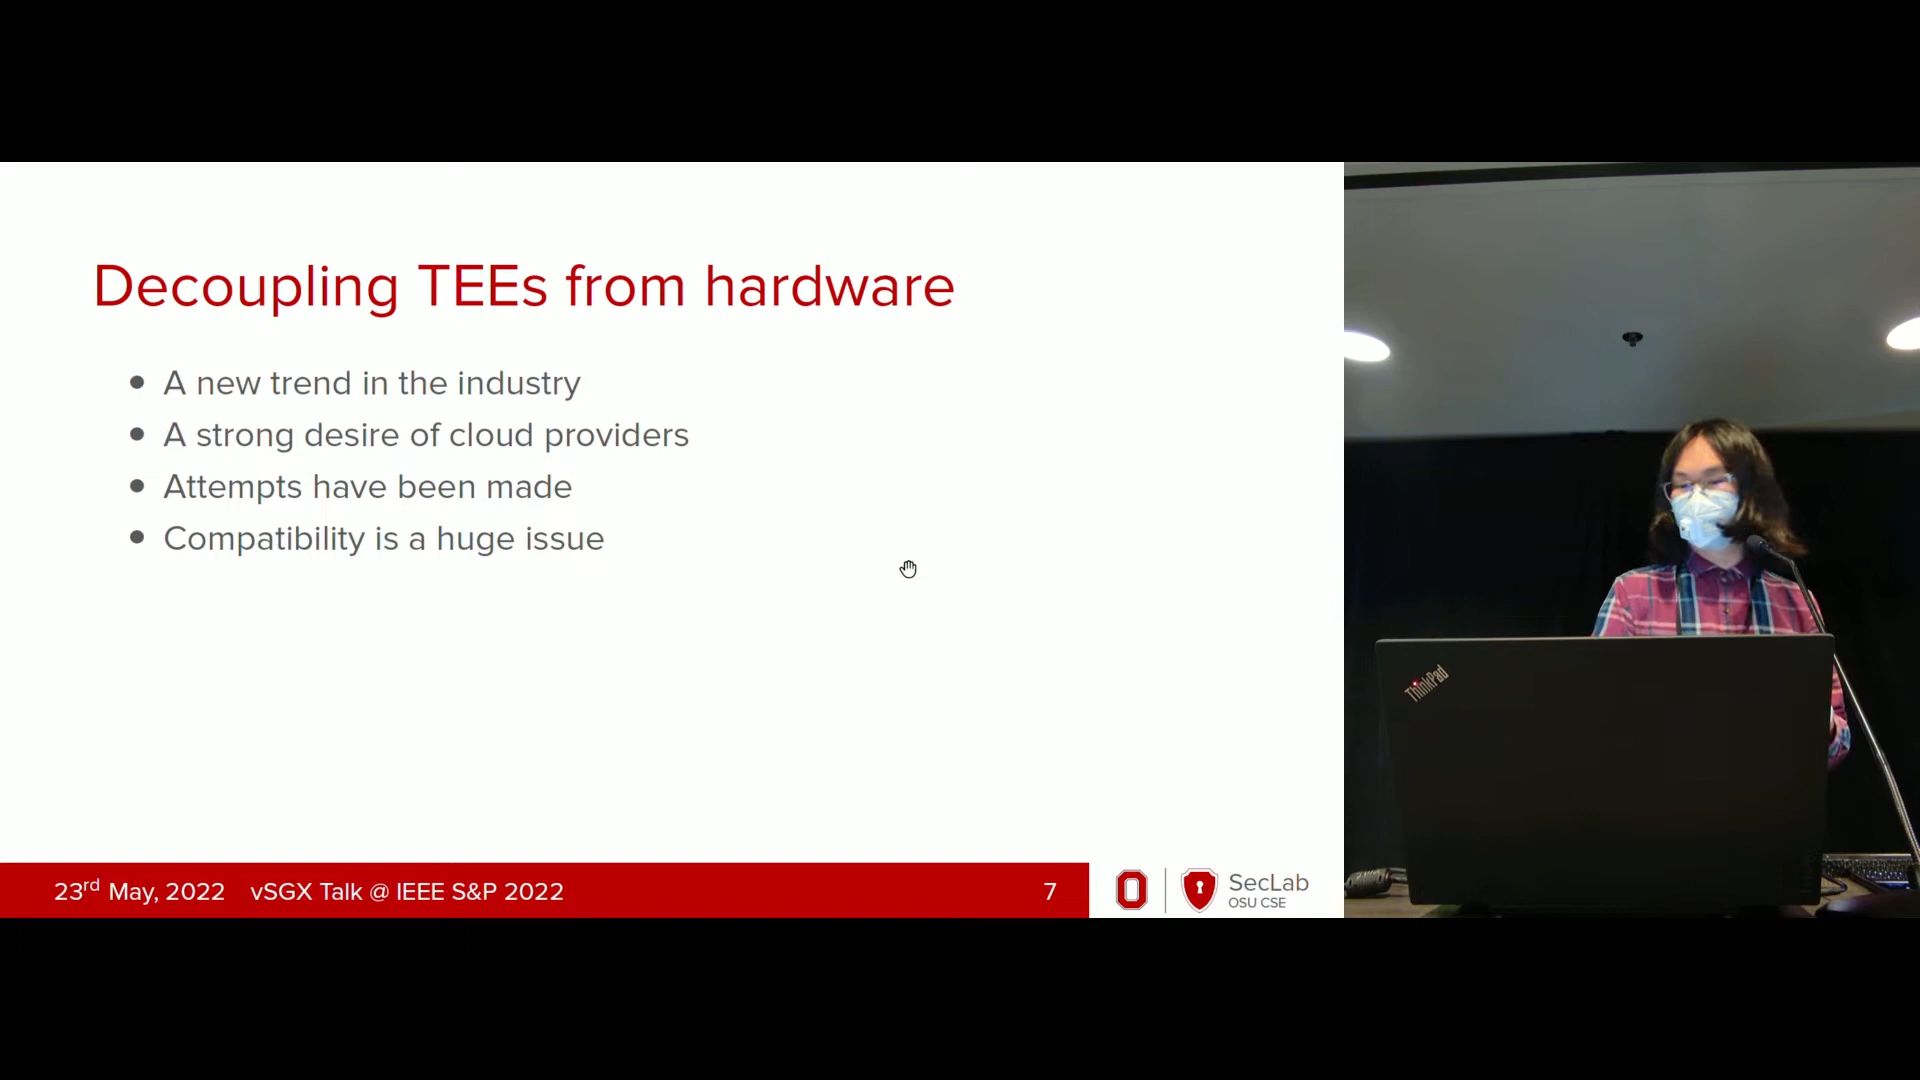 Decoupling TEEs from hardware
A new trend in the industry
A strong desire of cloud providers
Attempts have been made
Compatibility is a huge issue
23rd May, 2022 vSGX Talk @ IEEE S&P 2022 7
SecLab
OSU CSE
ThinkPad